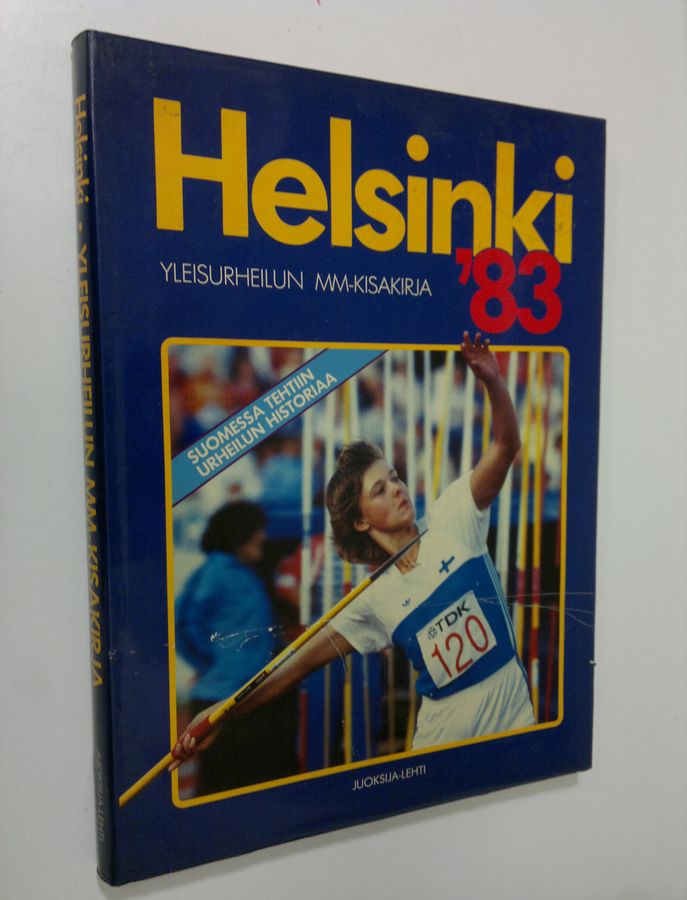 Helsinki
'83
YLEISURHEILUN MM-KISAKIRJA
SUOMESSA TEHTIIN
URHEILUN HISTORIAA
TDK
120
JUOKSIJA-LEHTI
Helsinki • YLEISURHEILUN MM-KISAKIRJA
JUOKSIJA-LEHTI